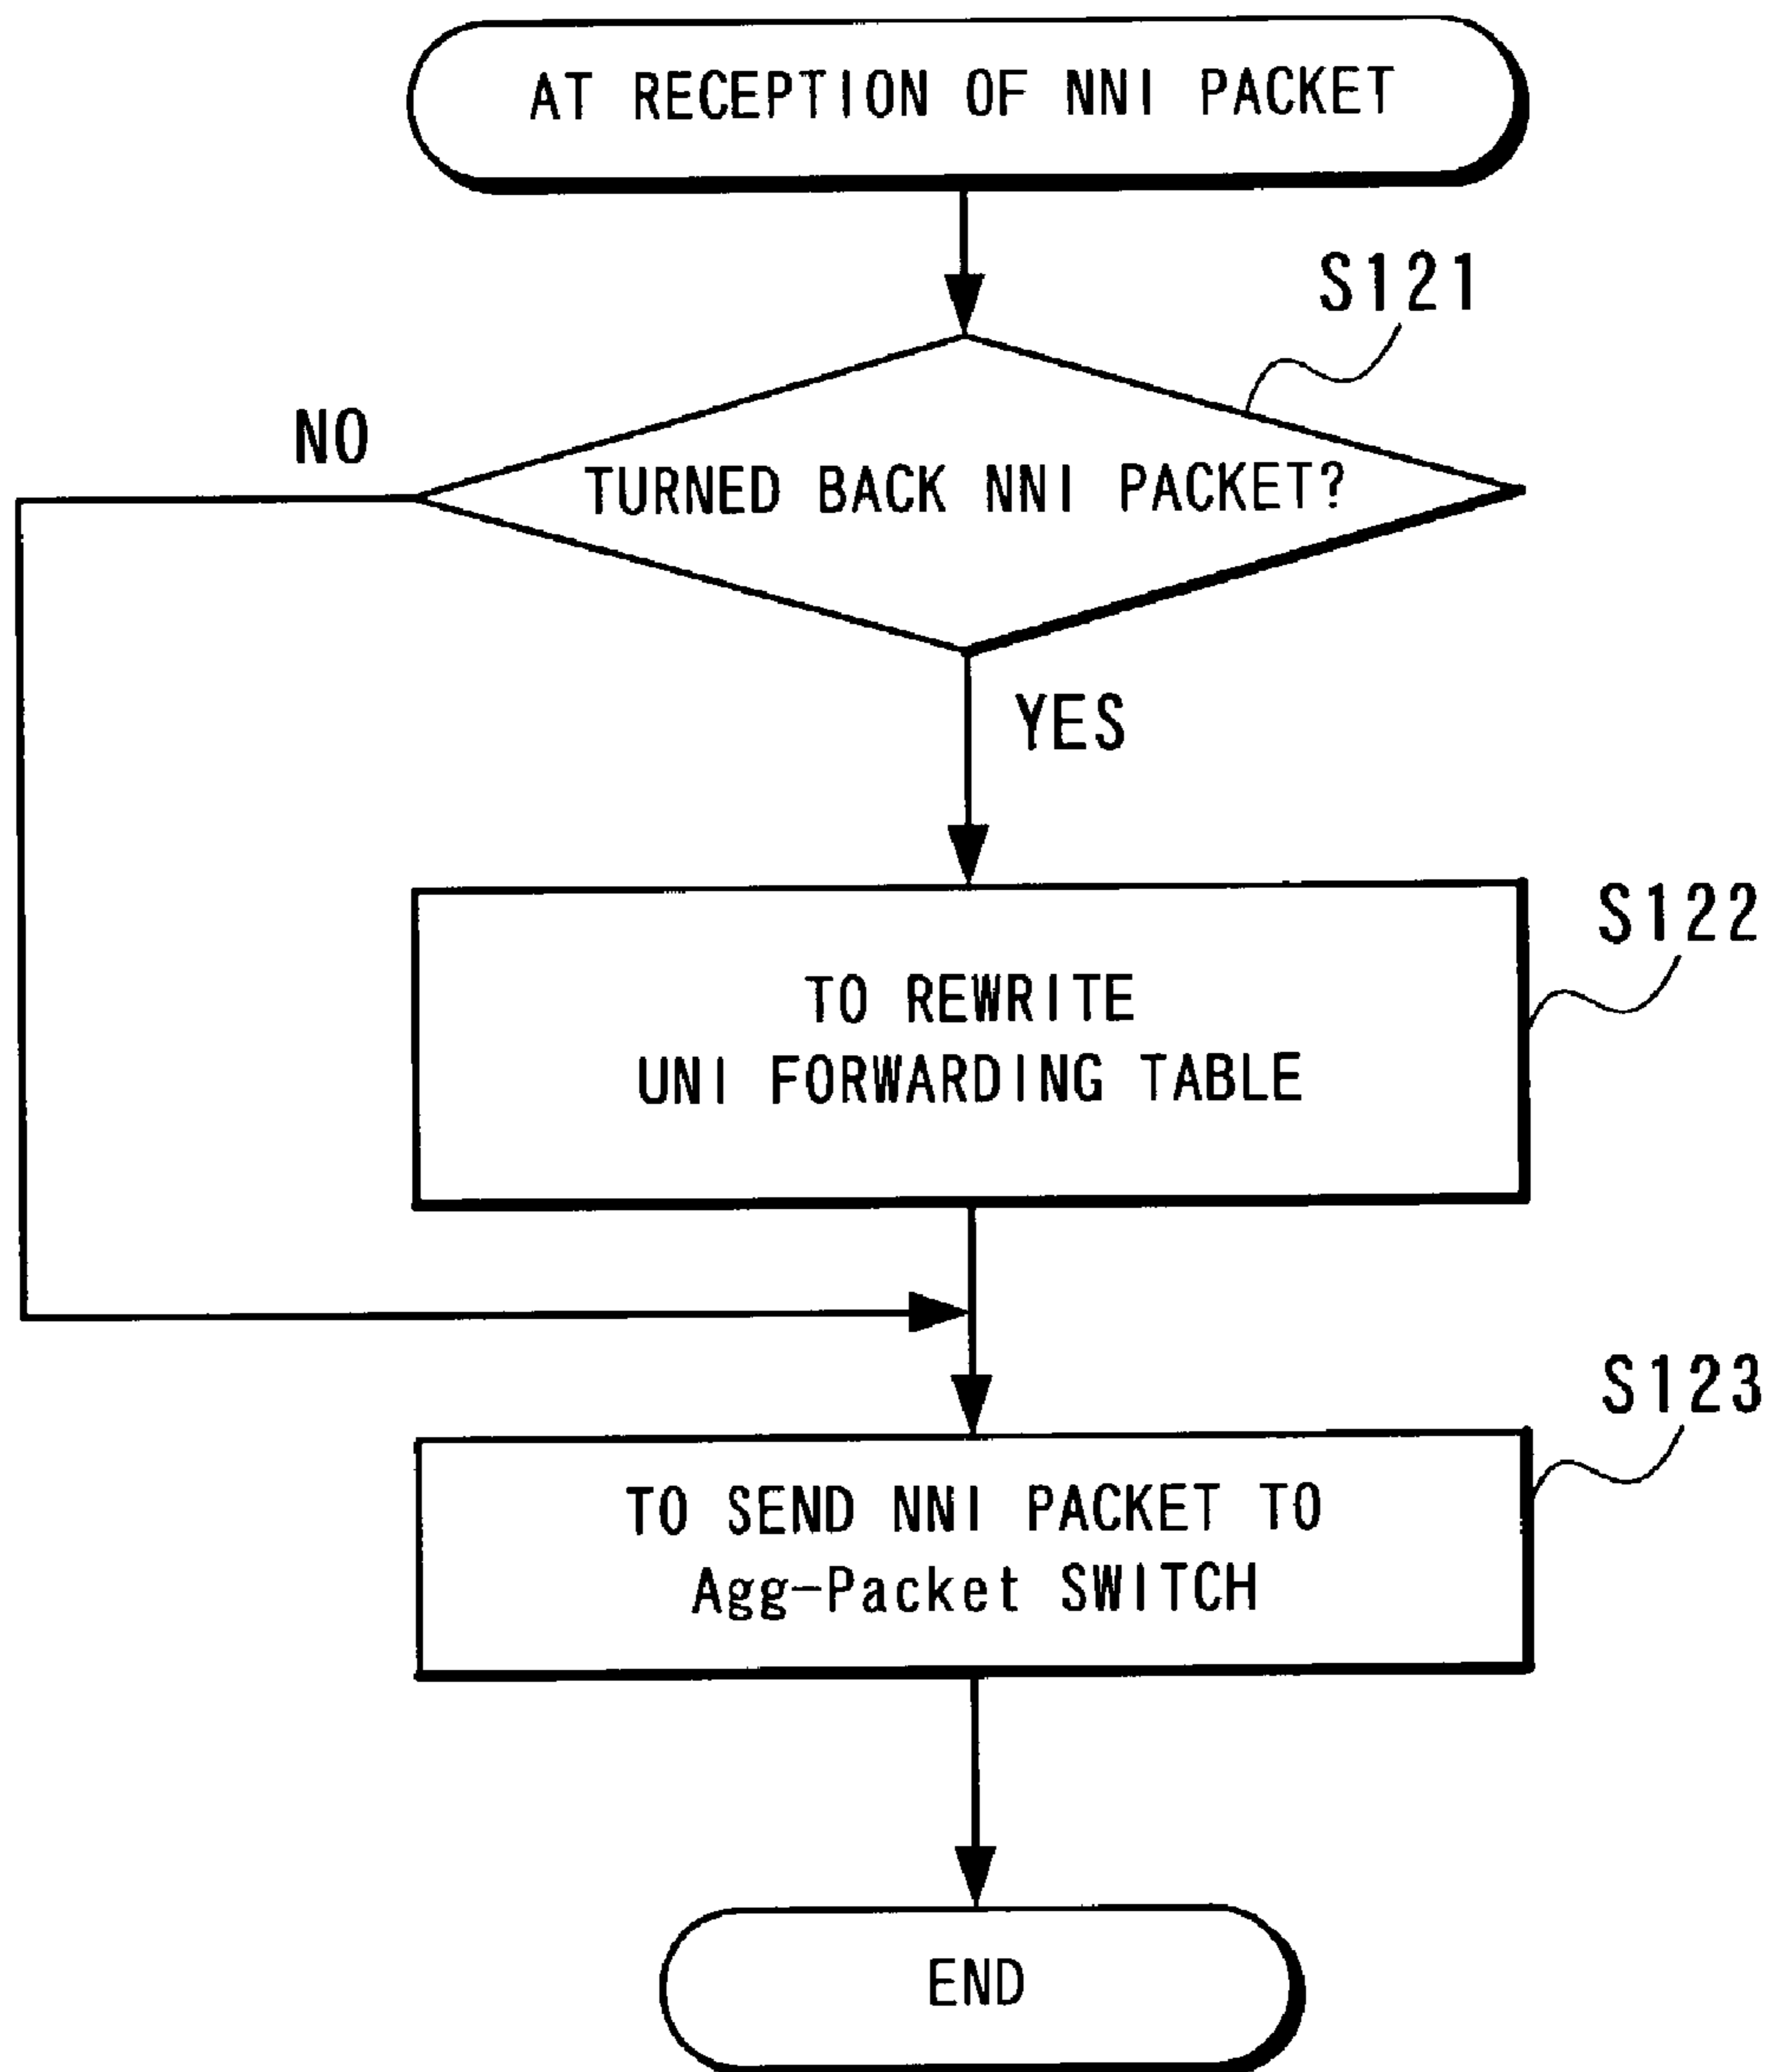 AT RECEPTION OF NNI PACKET
S121
NO
TURNED BACK NNI PACKET?
YES
S122
TO REWRITE
UNI FORWARDING TABLE
S123
TO SEND NNI PACKET TO
Agg-Packet SWITCH
END